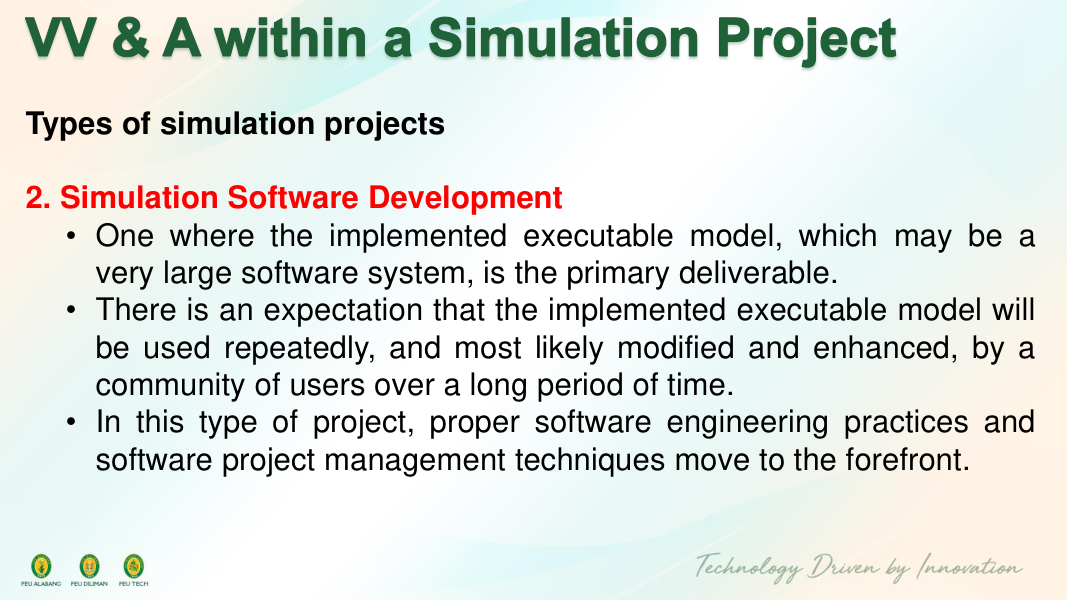 VV & A within a Simulation Project
Types of simulation projects
2. Simulation Software Development
• One where the implemented executable model, which may be a
very large software system, is the primary deliverable.
• There is an expectation that the implemented executable model will
be used repeatedly, and most likely modified and enhanced, by a
community of users over a long period of time.
• In this type of project, proper software engineering practices and
software project management techniques move to the forefront.
FEU ALABANG FEU DILIMAN FEU TECH
Technology Driven by Innovation